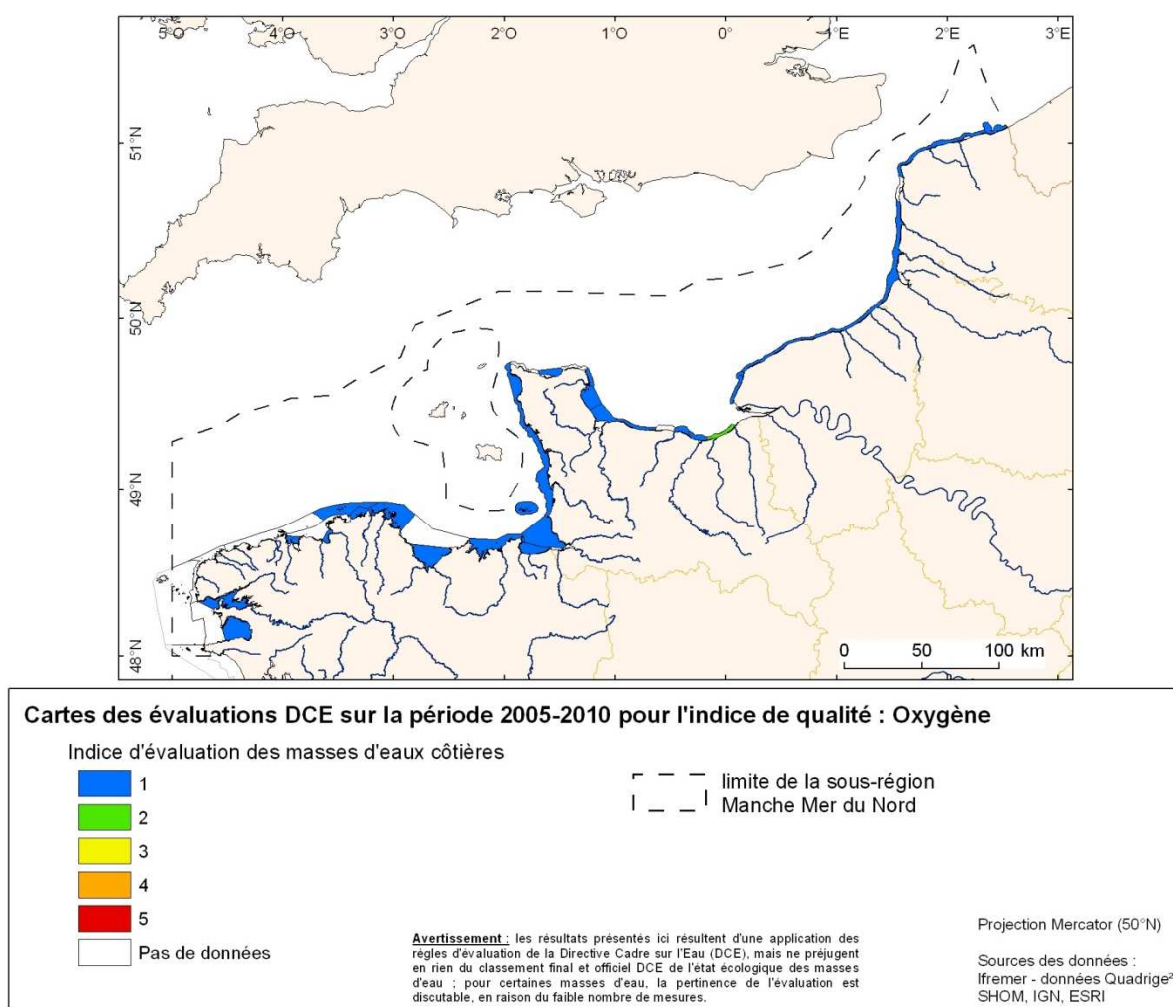 5°O 4°O 3°O 2°O 1°O 0° 1°E 2°E 3°E
51°N
50°N
49°N
48°N
0 50 100 km
Cartes des évaluations DCE sur la période 2005-2010 pour l'indice de qualité : Oxygène
Indice d'évaluation des masses d'eaux côtières
1
2
3
4
5
Pas de données
limite de la sous-région
Manche Mer du Nord
Avertissement : les résultats présentés ici résultent d'une application des
règles d'évaluation de la Directive Cadre sur l'Eau (DCE), mais ne préjugent
en rien du classement final et officiel DCE de l'état écologique des masses
d'eau ; pour certaines masses d'eau, la pertinence de l'évaluation est
discutable, en raison du faible nombre de mesures.
Projection Mercator (50°N)
Sources des données :
Ifremer - données Quadrige²
SHOM, IGN, ESRI